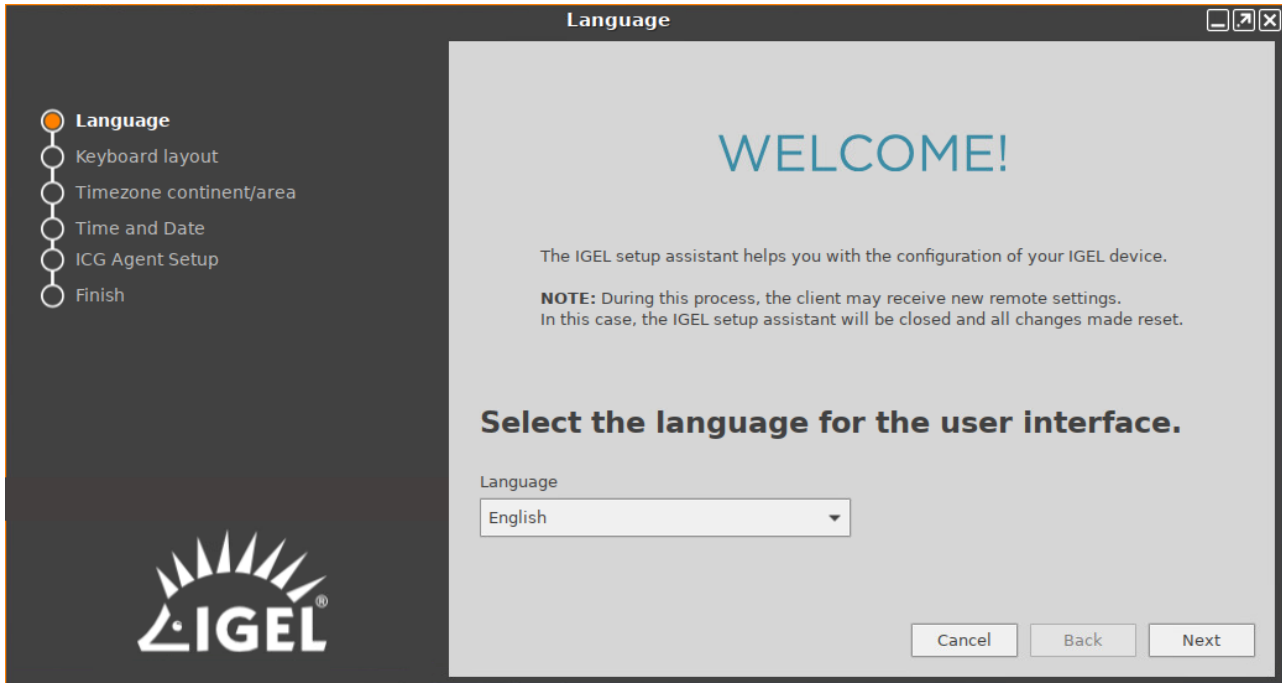 Language
Language
Keyboard layout
Timezone continent/area
Time and Date
ICG Agent Setup
Finish
IGEL®
WELCOME!
The IGEL setup assistant helps you with the configuration of your IGEL device.
NOTE: During this process, the client may receive new remote settings.
In this case, the IGEL setup assistant will be closed and all changes made reset.
Select the language for the user interface.
Language
English
Cancel Back Next